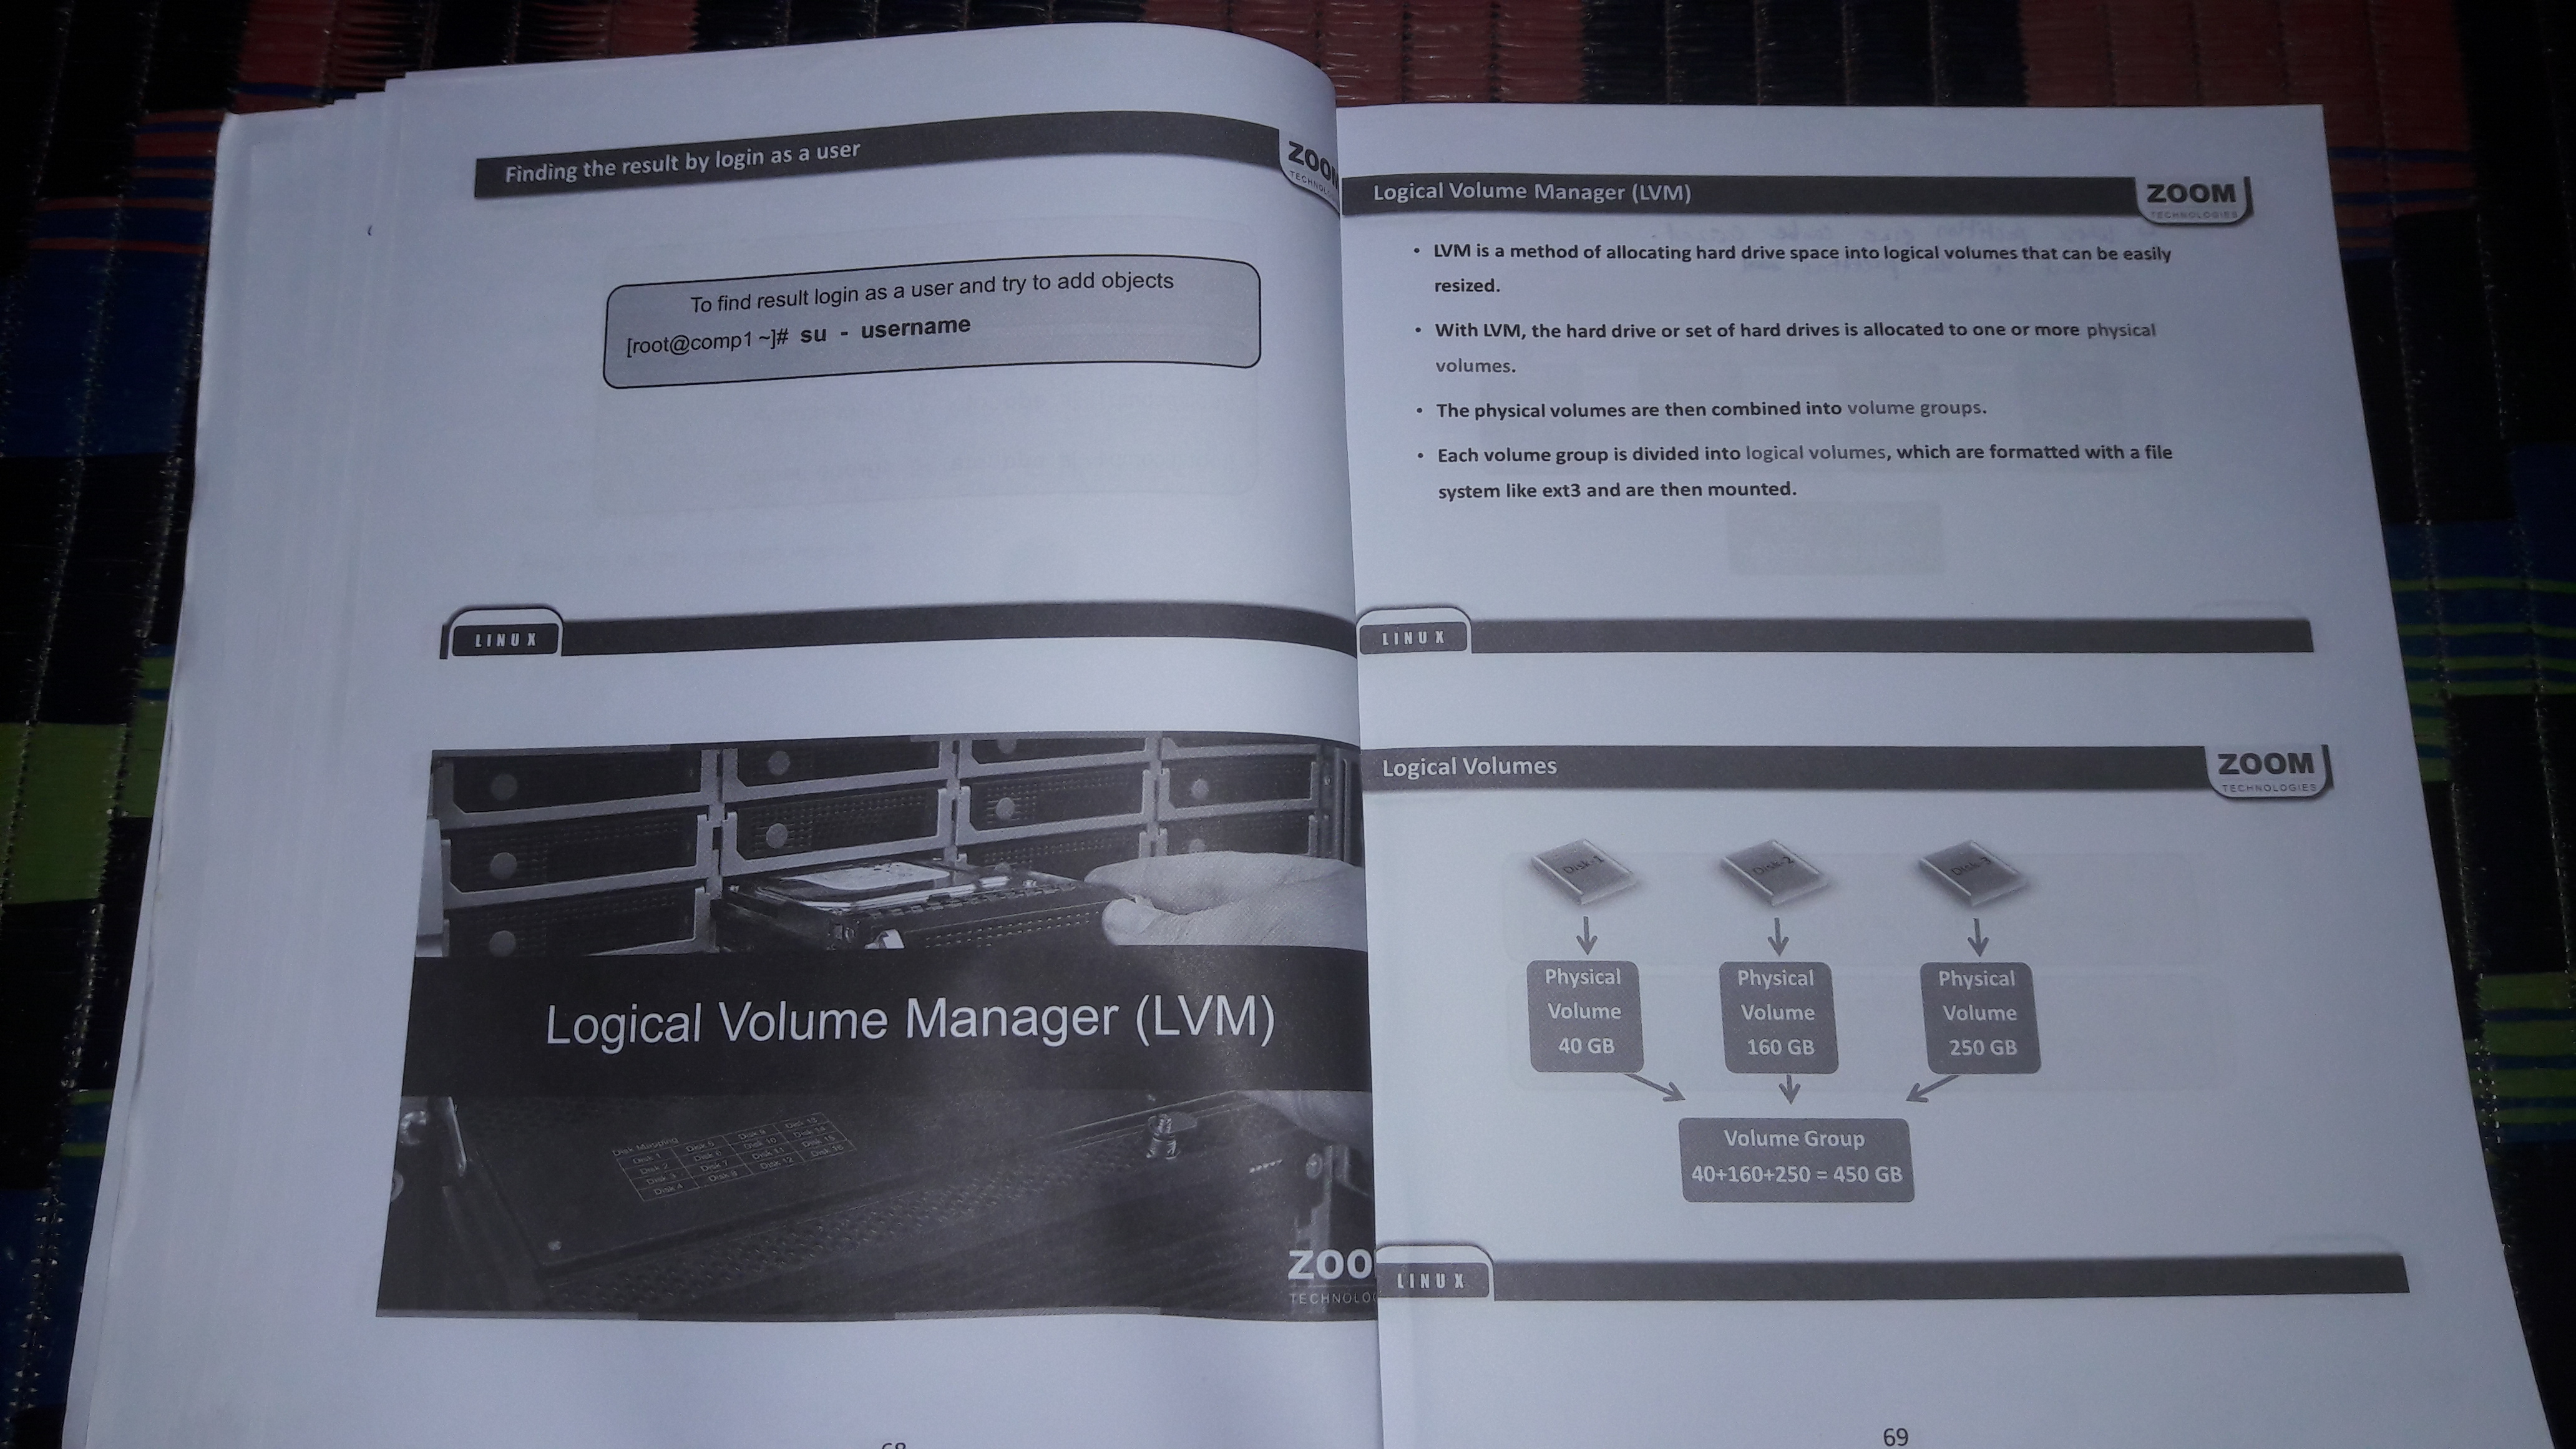 Finding the result by login as a user
ZOOM
To find result login as a user and try to add objects
[root@comp1 ~]# su - username
LINUX
Logical Volume Manager (LVM)
Disk Mapping
Disk 1 Disk 5 Disk 9 Disk 13
Disk 2 Disk 6 Disk 10 Disk 14
Disk 3 Disk 7 Disk 11 Disk 15
Disk 4 Disk 8 Disk 12 Disk 16
ZOO
TECHNOLO
68
Logical Volume Manager (LVM)
ZOOM
TECHNOLOGIES
• LVM is a method of allocating hard drive space into logical volumes that can be easily
resized.
• With LVM, the hard drive or set of hard drives is allocated to one or more physical
volumes.
• The physical volumes are then combined into volume groups.
• Each volume group is divided into logical volumes, which are formatted with a file
system like ext3 and are then mounted.
LINUX
Logical Volumes
ZOOM
TECHNOLOGIES
Disk-1 Disk-2 Disk-3
Physical Physical Physical
Volume Volume Volume
40 GB 160 GB 250 GB
Volume Group
40+160+250 = 450 GB
LINUX
69